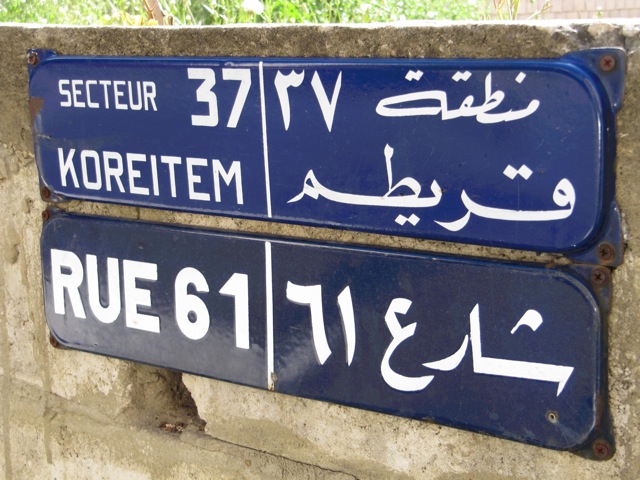 SECTEUR 37
KOREITEM
منطقة ٣٧
قريطم
RUE 61
شارع ٦١